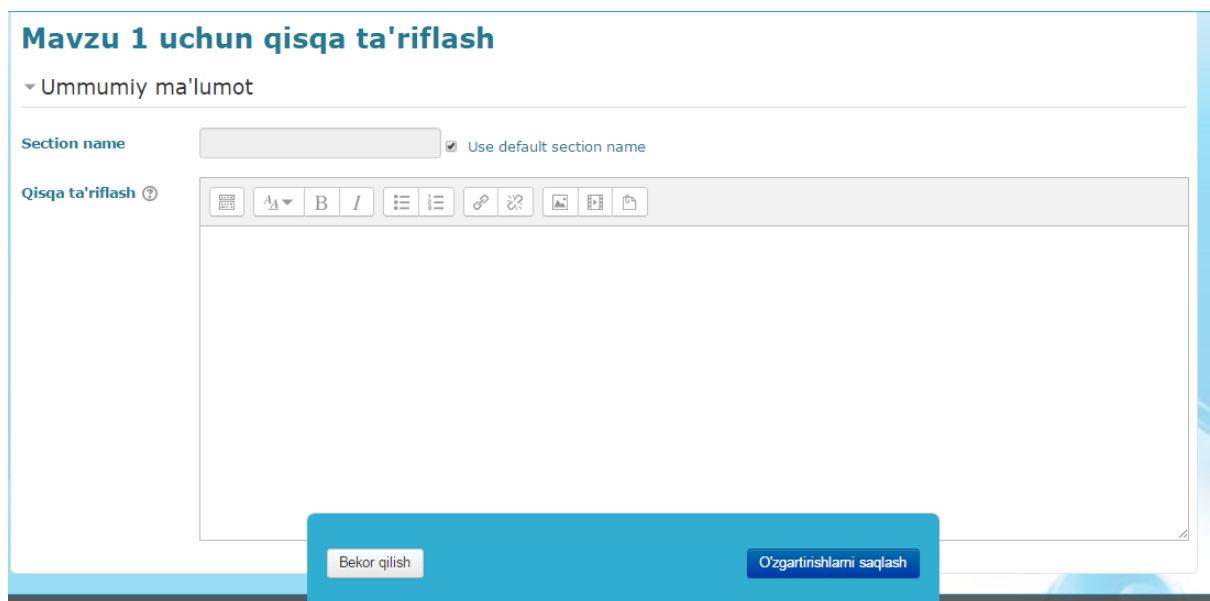 Mavzu 1 uchun qisqa ta'riflash
Ummumiy ma'lumot
Section name
Use default section name
Qisqa ta'riflash
B I
Bekor qilish
O'zgartirishlarni saqlash